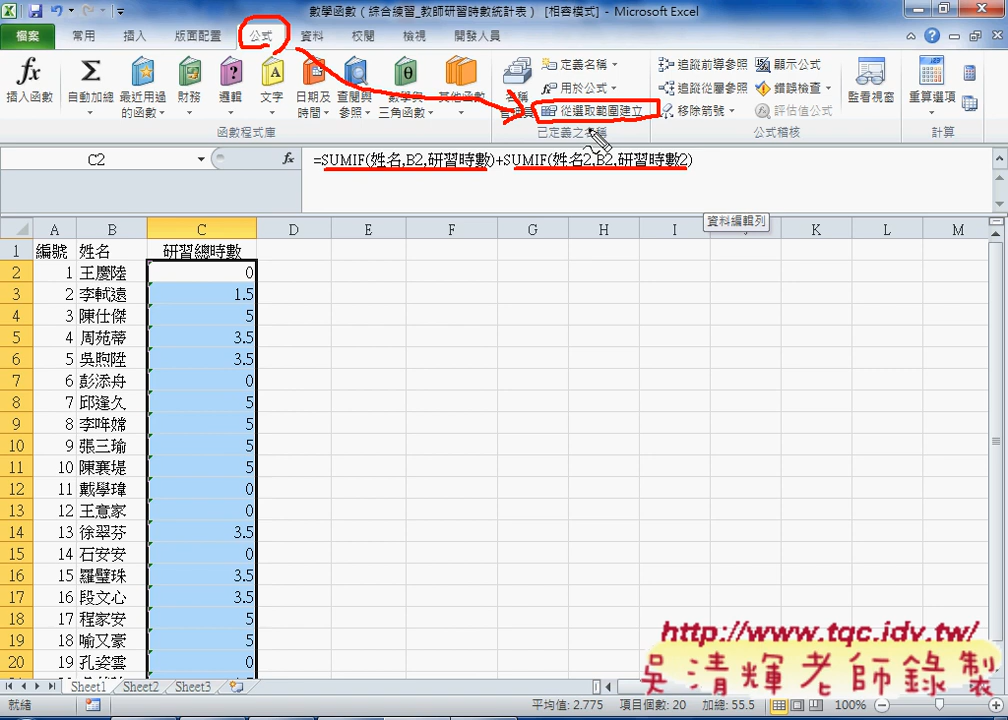 數學函數（綜合練習_教師研習時數統計表） [相容模式] - Microsoft Excel
檔案 常用 插入 版面配置 公式 資料 校閱 檢視 開發人員
插入函數 自動加總 最近用過的函數 財務 邏輯 文字 日期及時間 查閱與參照 數學與三角函數 其他函數
函數程式庫
定義名稱
用於公式
從選取範圍建立
已定義之名稱
追蹤前導參照 顯示公式
追蹤從屬參照 錯誤檢查
移除箭號 評估值公式
公式稽核
監看視窗
重算選項
計算
C2 fx =SUMIF(姓名,B2,研習時數)+SUMIF(姓名2,B2,研習時數2)
資料編輯列
A B C D E F G H I K L M
1 編號 姓名 研習總時數
2 1 王慶陸 0
3 2 李軾遠 1.5
4 3 陳仕傑 5
5 4 周苑蒂 3.5
6 5 吳煦陞 3.5
7 6 彭添舟 0
8 7 邱逢久 5
9 8 李哖嫦 5
10 9 張三瑜 5
11 10 陳襄堤 5
12 11 戴學瑋 0
13 12 王意家 0
14 13 徐翠芬 3.5
15 14 石安安 0
16 15 羅璧珠 3.5
17 16 段文心 3.5
18 17 程家安 5
19 18 喻又豪 5
20 19 孔姿雲 0
http://www.tqc.idv.tw/
吳清輝老師錄製
Sheet1 Sheet2 Sheet3
就緒 平均值: 2.775 項目個數: 20 加總: 55.5 100%